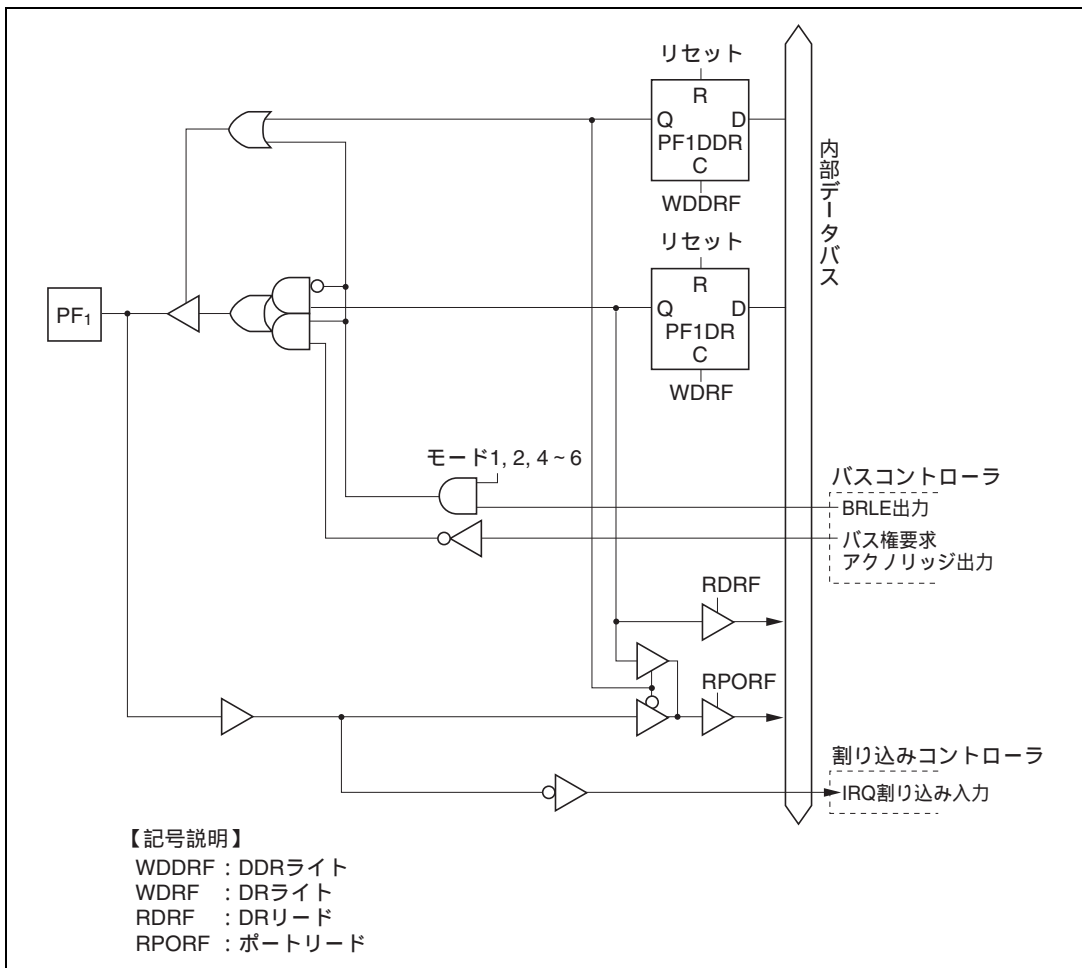 リセット
R
Q D
PF1DDR
C
WDDRF
リセット
R
Q D
PF1DR
C
WDRF
内部データバス
PF1
モード1, 2, 4～6
バスコントローラ
BRLE出力
バス権要求
アクノリッジ出力
RDRF
RPORF
割り込みコントローラ
IRQ割り込み入力
【記号説明】
WDDRF：DDRライト
WDRF：DRライト
RDRF：DRリード
RPORF：ポートリード